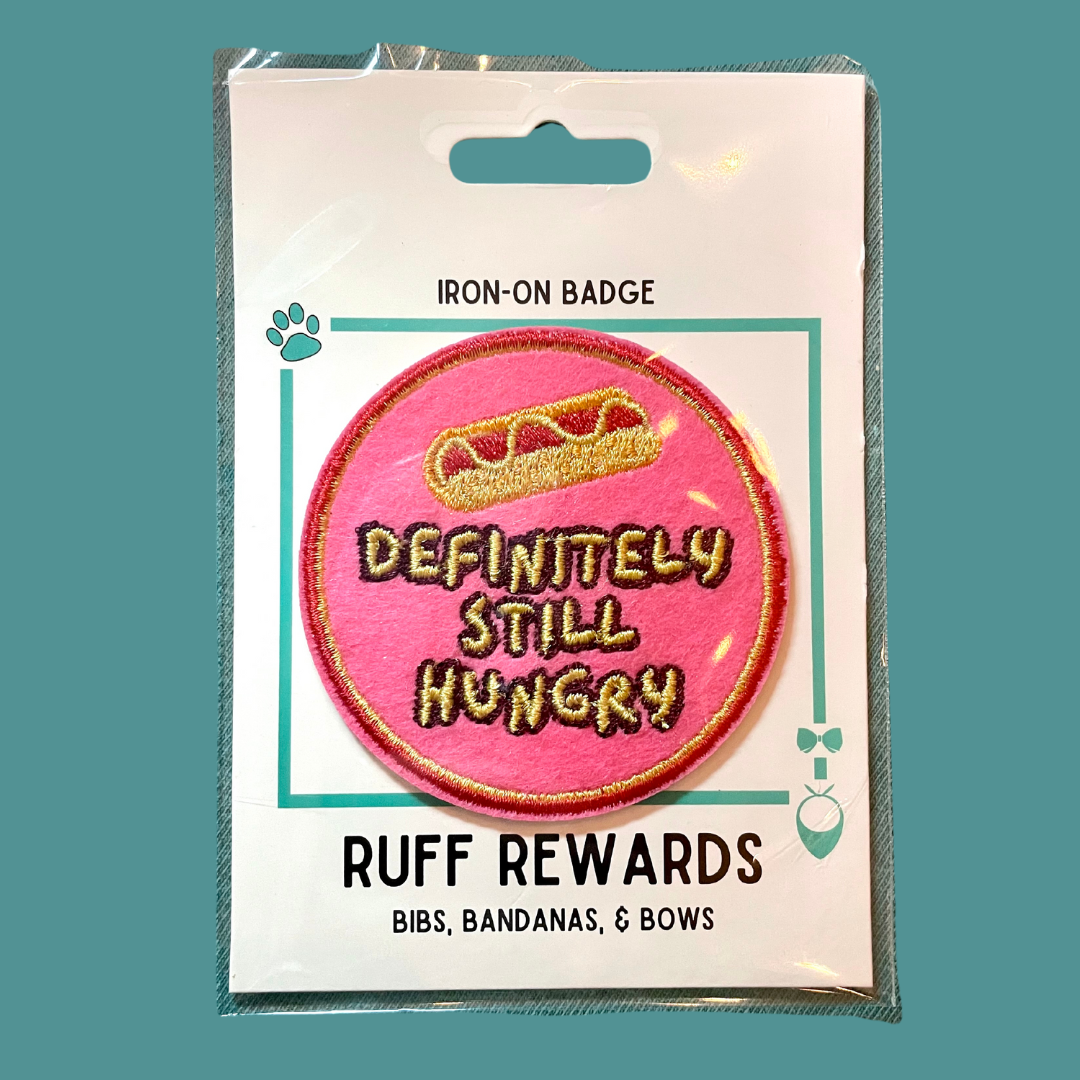 IRON-ON BADGE
DEFINITELY
STILL
HUNGRY
RUFF REWARDS
BIBS, BANDANAS, & BOWS